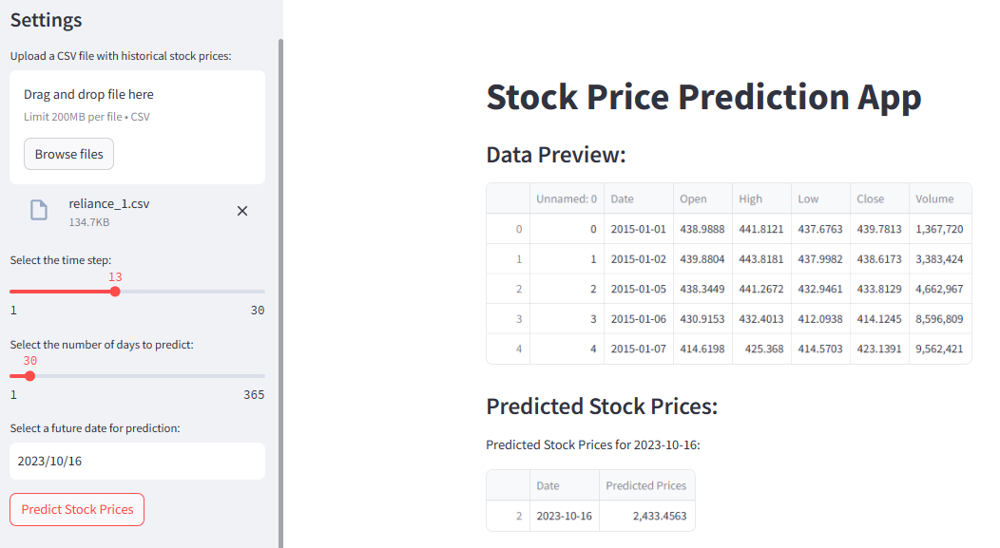 Settings
Upload a CSV file with historical stock prices:
Drag and drop file here
Limit 200MB per file • CSV
Browse files
reliance_1.csv
134.7KB
Select the time step:
13
1 30
Select the number of days to predict:
30
1 365
Select a future date for prediction:
2023/10/16
Predict Stock Prices
Stock Price Prediction App
Data Preview:
Unnamed: 0 Date Open High Low Close Volume
0 0 2015-01-01 438.9888 441.8121 437.6763 439.7813 1,367,720
1 1 2015-01-02 439.8804 443.8181 437.9982 438.6173 3,383,424
2 2 2015-01-05 438.3449 441.2672 432.9461 433.8129 4,662,967
3 3 2015-01-06 430.9153 432.4013 412.0938 414.1245 8,596,809
4 4 2015-01-07 414.6198 425.368 414.5703 423.1391 9,562,421
Predicted Stock Prices:
Predicted Stock Prices for 2023-10-16:
Date Predicted Prices
2 2023-10-16 2,433.4563